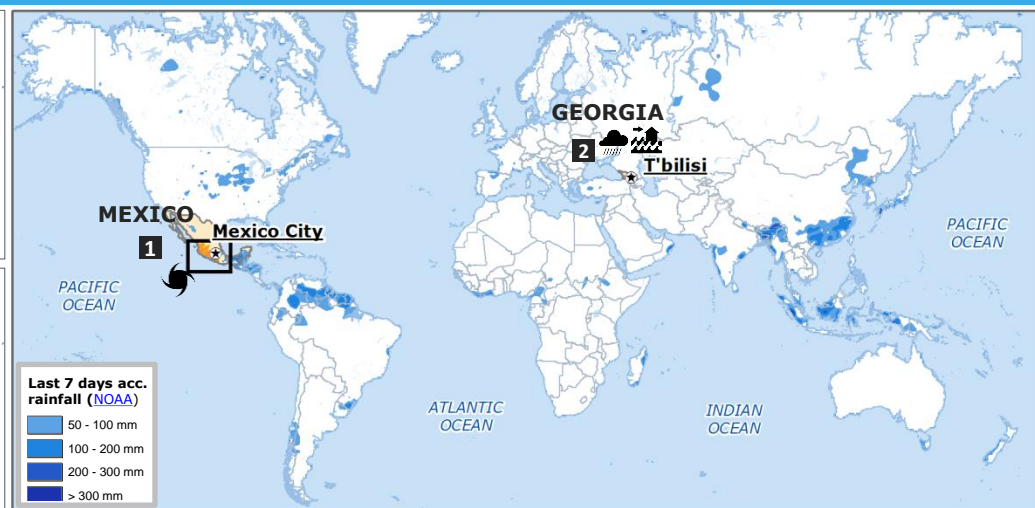 GEORGIA
2
T'bilisi
MEXICO
Mexico City
1
PACIFIC
OCEAN
PACIFIC
OCEAN
ATLANTIC
OCEAN
INDIAN
OCEAN
Last 7 days acc.
rainfall (NOAA)
50 - 100 mm
100 - 200 mm
200 - 300 mm
> 300 mm